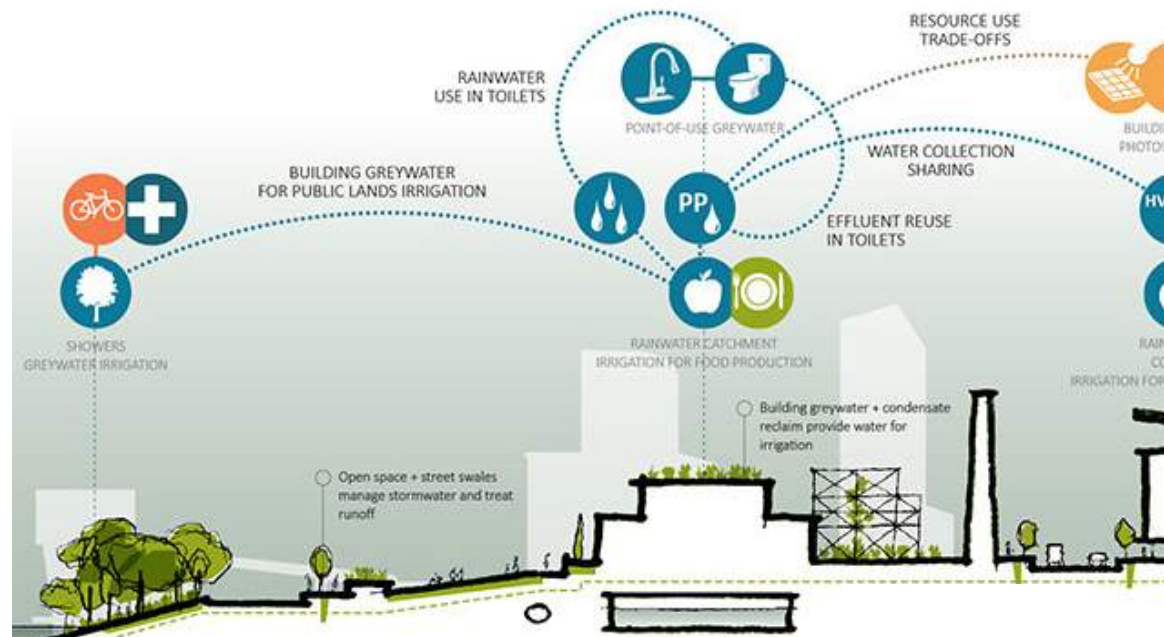 RESOURCE USE
TRADE-OFFS
RAINWATER
USE IN TOILETS
POINT-OF-USE GREYWATER
WATER COLLECTION
SHARING
BUILDING GREYWATER
FOR PUBLIC LANDS IRRIGATION
PP
EFFLUENT REUSE
IN TOILETS
SHOWERS
GREYWATER IRRIGATION
RAINWATER CATCHMENT
IRRIGATION FOR FOOD PRODUCTION
IRRIGATION FOR
Building greywater + condensate
reclaim provide water for
irrigation
Open space + street swales
manage stormwater and treat
runoff